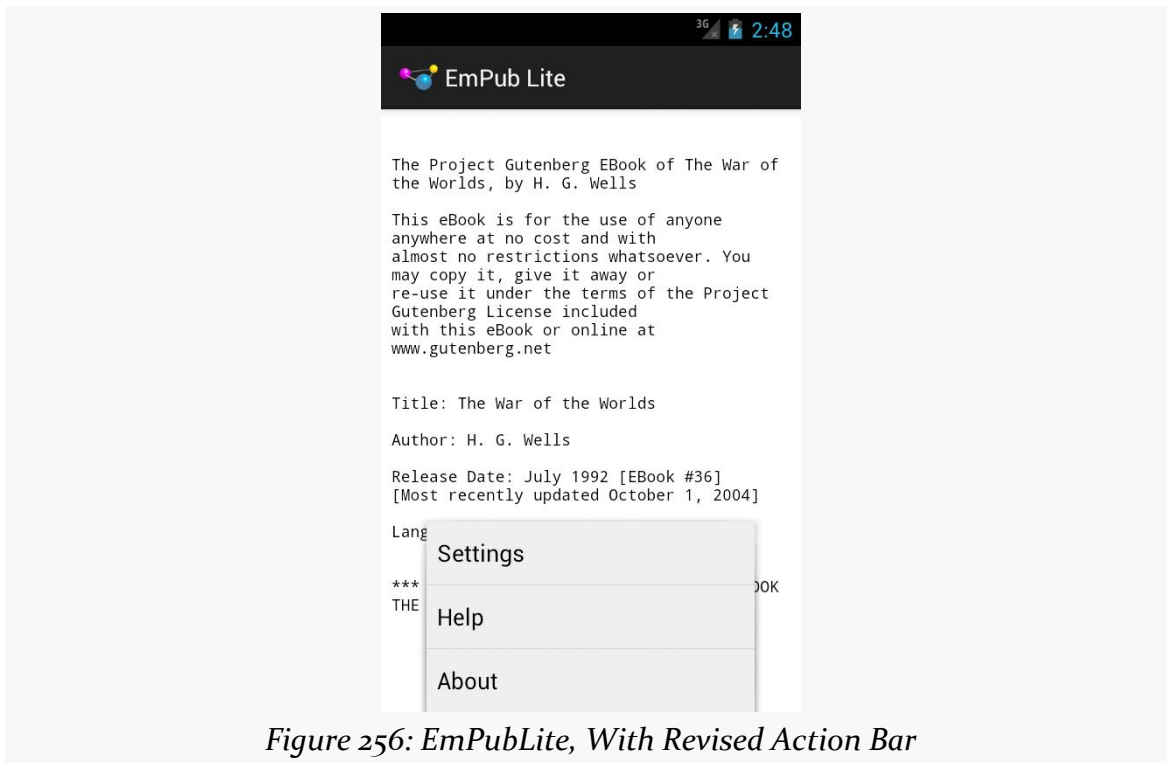 3G
2:48
EmPub Lite
The Project Gutenberg EBook of The War of
the Worlds, by H. G. Wells
This eBook is for the use of anyone
anywhere at no cost and with
almost no restrictions whatsoever. You
may copy it, give it away or
re-use it under the terms of the Project
Gutenberg License included
with this eBook or online at
www.gutenberg.net
Title: The War of the Worlds
Author: H. G. Wells
Release Date: July 1992 [EBook #36]
[Most recently updated October 1, 2004]
Lang
Settings
*** OOK
THE
Help
About
Figure 256: EmPubLite, With Revised Action Bar